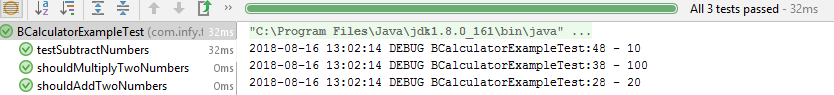 All 3 tests passed - 32ms
BCalculatorExampleTest (com.infy.t 32ms
testSubtractNumbers 32ms
shouldMultiplyTwoNumbers 0ms
shouldAddTwoNumbers 0ms
"C:\Program Files\Java\jdk1.8.0_161\bin\java" ...
2018-08-16 13:02:14 DEBUG BCalculatorExampleTest:48 - 10
2018-08-16 13:02:14 DEBUG BCalculatorExampleTest:38 - 100
2018-08-16 13:02:14 DEBUG BCalculatorExampleTest:28 - 20